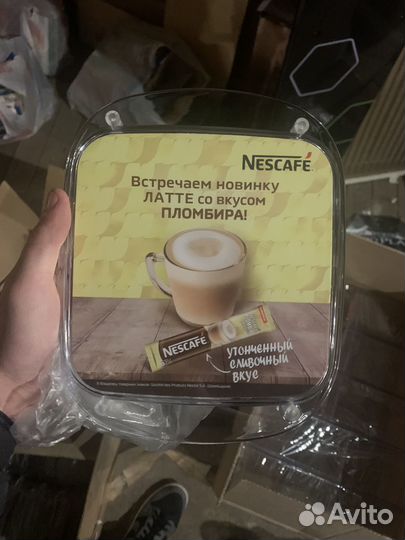 NESCAFÉ
Встречаем новинку
ЛАТТЕ со вкусом
ПЛОМБИРА!
NESCAFÉ
УТОНЧЕННЫЙ
СЛИВОЧНЫЙ
ВКУС
Avito